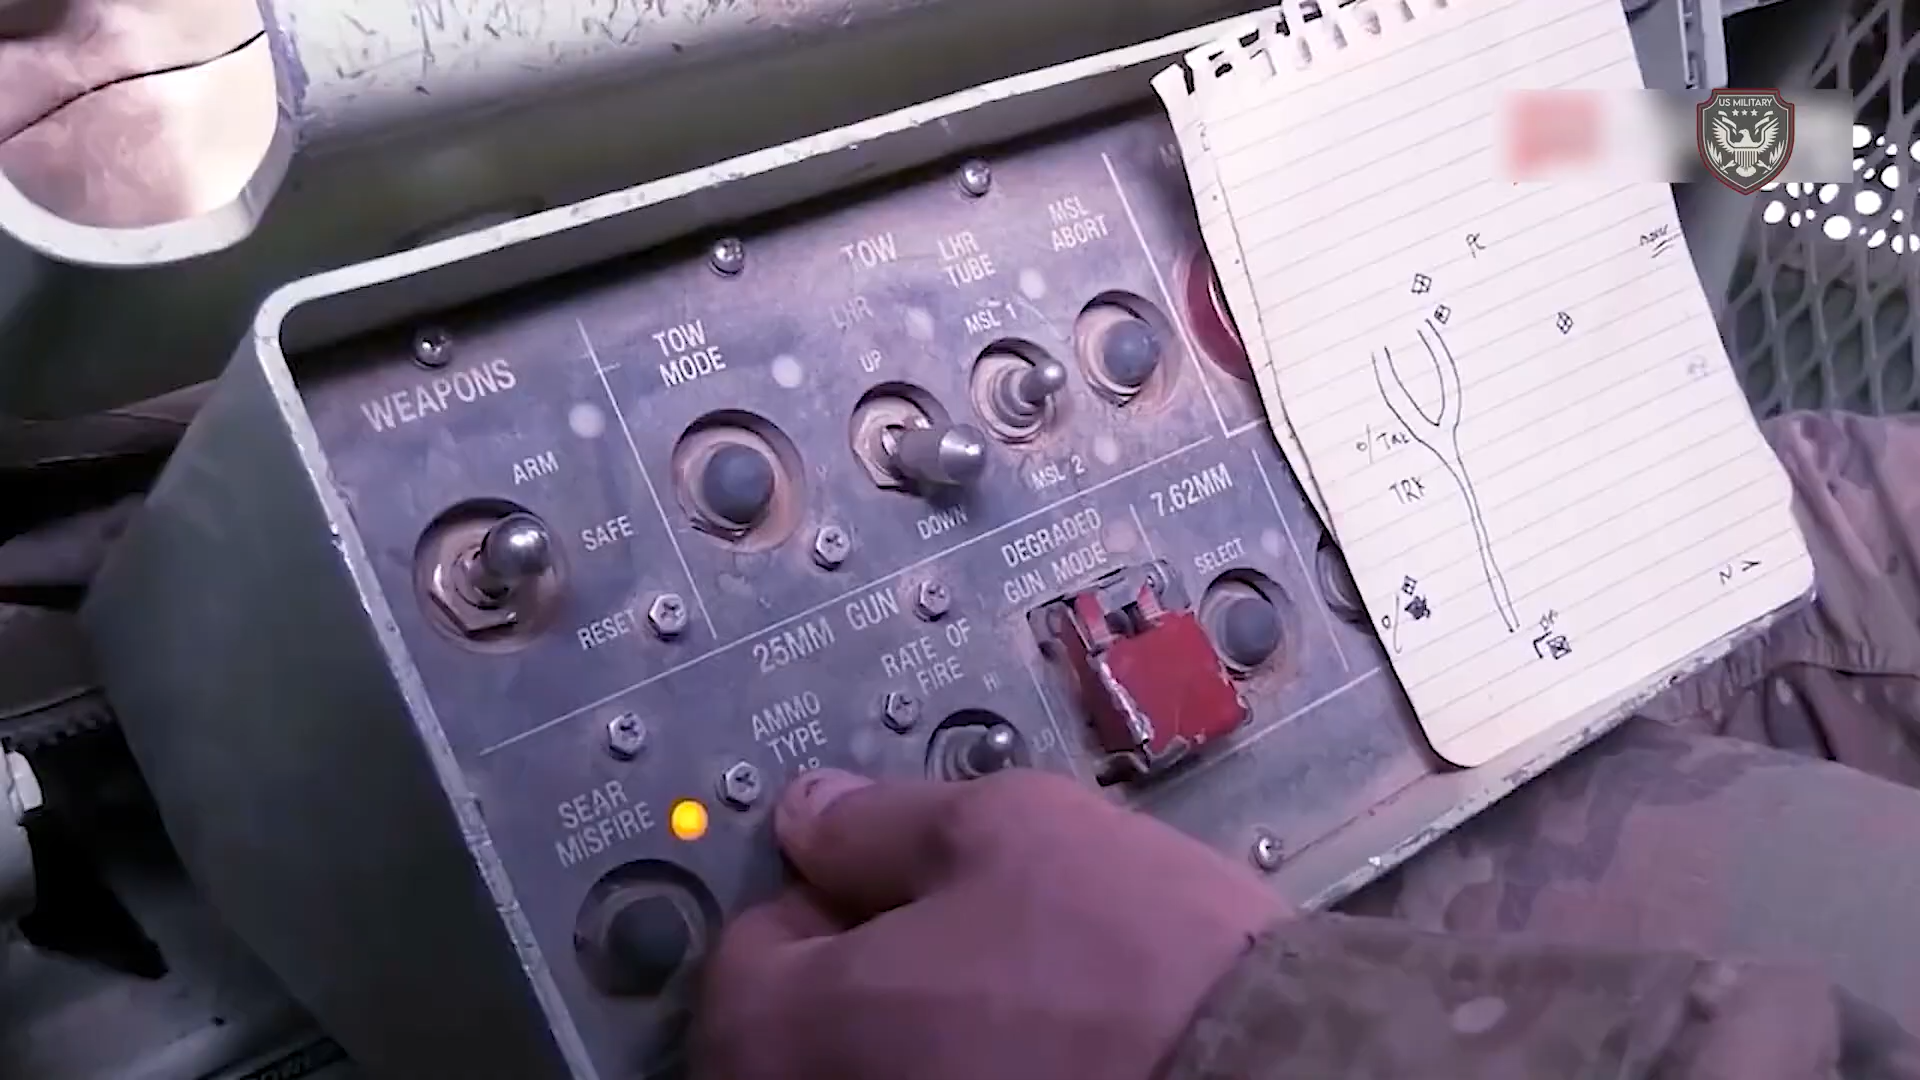 US MILITARY
WEAPONS
ARM
SAFE
RESET
TOW
MODE
TOW
LHR
UP
DOWN
LHR
TUBE
MSL 1
MSL 2
MSL
ABORT
25MM GUN
SEAR
MISFIRE
AMMO
TYPE
AP
RATE OF
FIRE
HI
LO
DEGRADED
GUN MODE
7.62MM
SELECT
TRK
N >